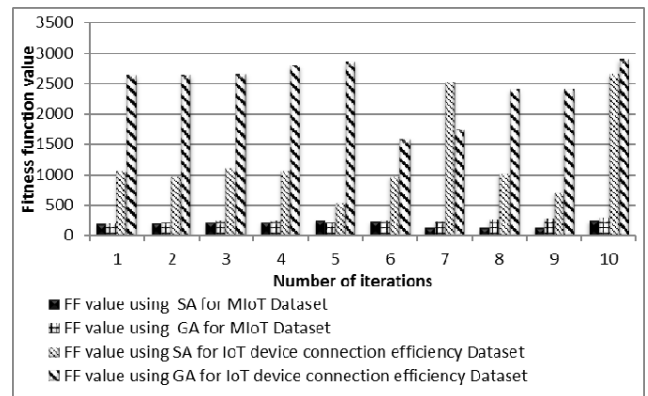 3500
3000
2500
2000
1500
1000
500
0
Fitness function value
1 2 3 4 5 6 7 8 9 10
Number of iterations
FF value using SA for MIoT Dataset
FF value using GA for MIoT Dataset
FF value using SA for IoT device connection efficiency Dataset
FF value using GA for IoT device connection efficiency Dataset